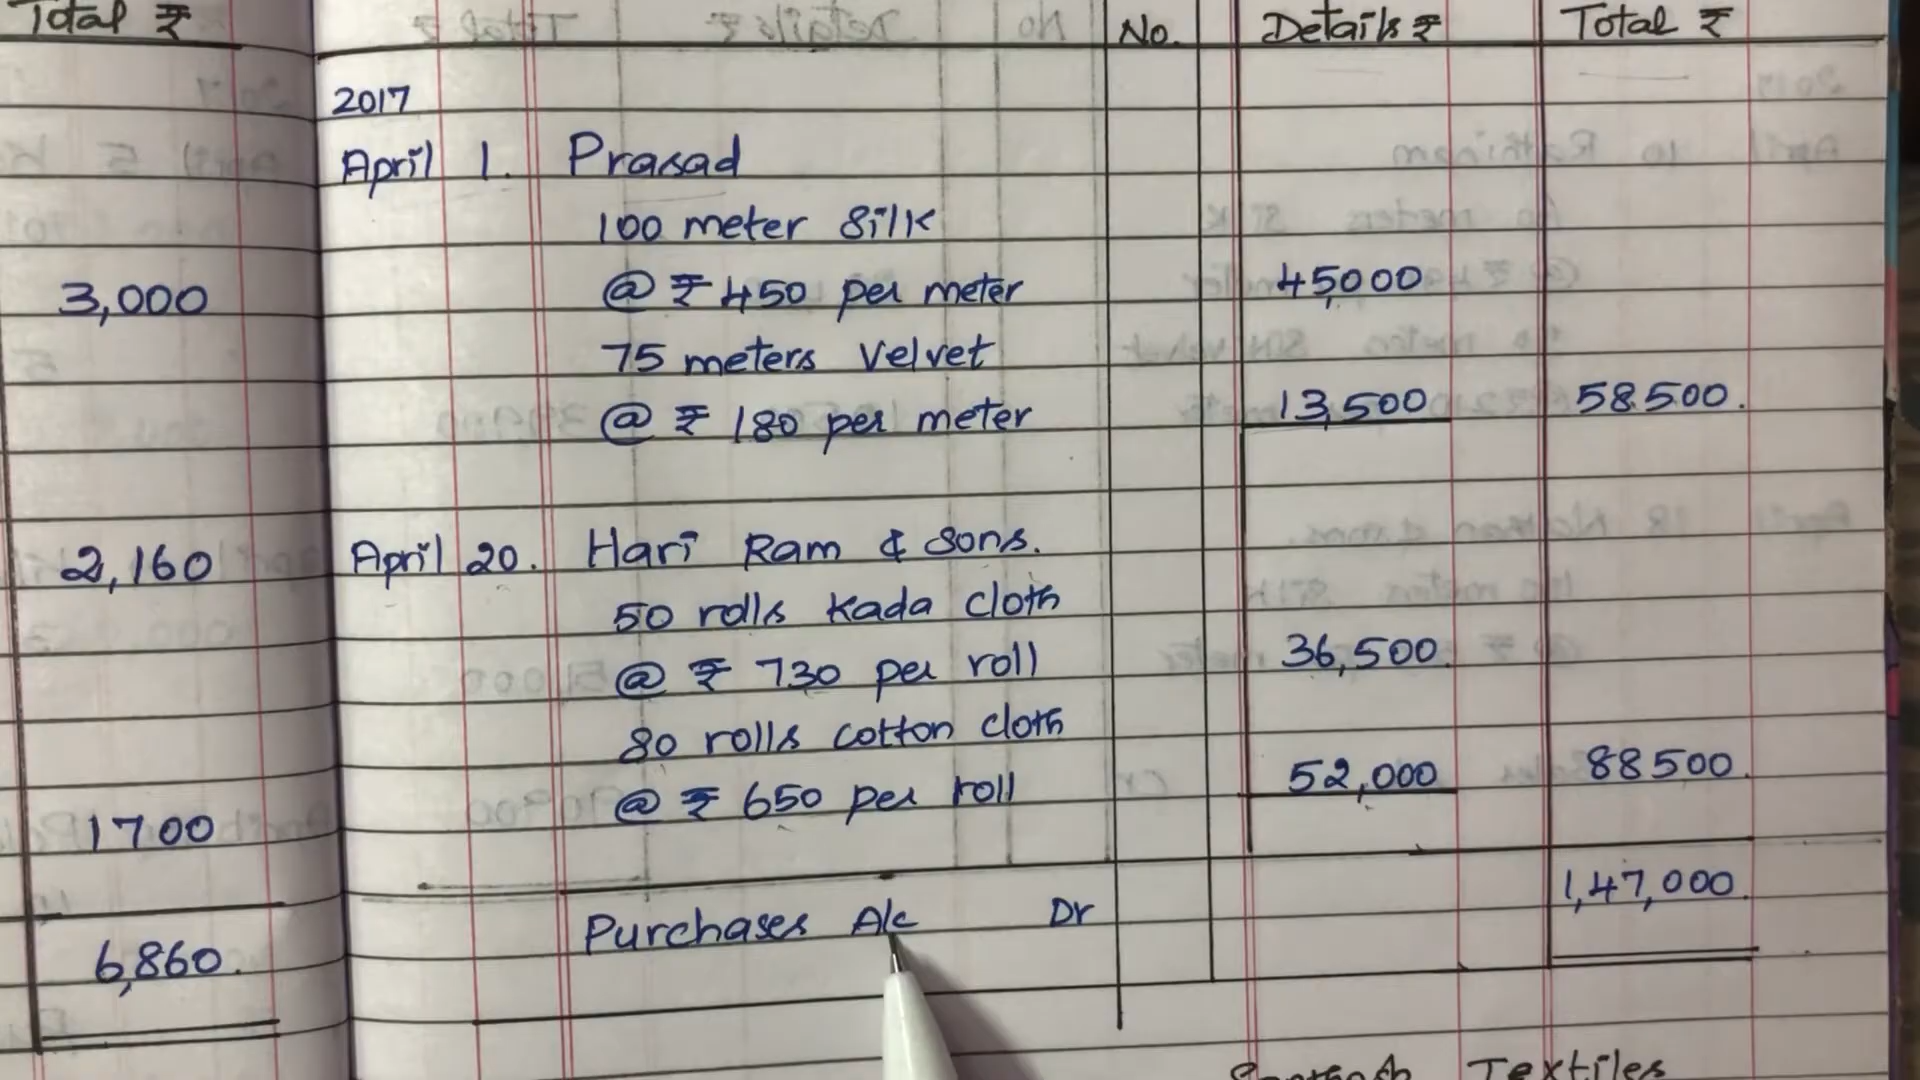 Total ₹
3,000
2,160
1700
6,860.
No. Details ₹ Total ₹
2017
April 1. Prasad
100 meter Silk
@ ₹ 450 per meter 45000
75 meters Velvet
@ ₹ 180 per meter 13,500 58500.
April 20. Hari Ram & Sons.
50 rolls Kada cloth
@ ₹ 730 per roll 36,500.
80 rolls cotton cloth
@ ₹ 650 per roll 52,000 88500.
Purchases A/c Dr 1,47,000.
Textiles